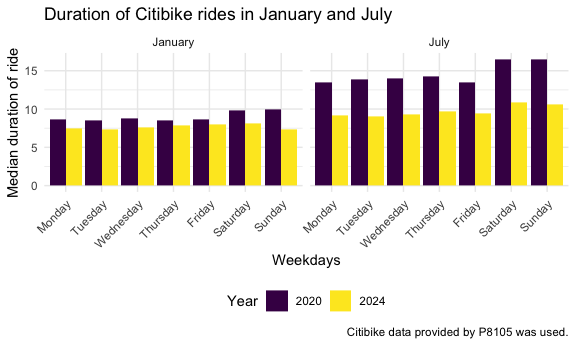 Duration of Citibike rides in January and July
January
July
Median duration of ride
15
10
5
0
Monday
Tuesday
Wednesday
Thursday
Friday
Saturday
Sunday
Monday
Tuesday
Wednesday
Thursday
Friday
Saturday
Sunday
Weekdays
Year 2020 2024
Citibike data provided by P8105 was used.